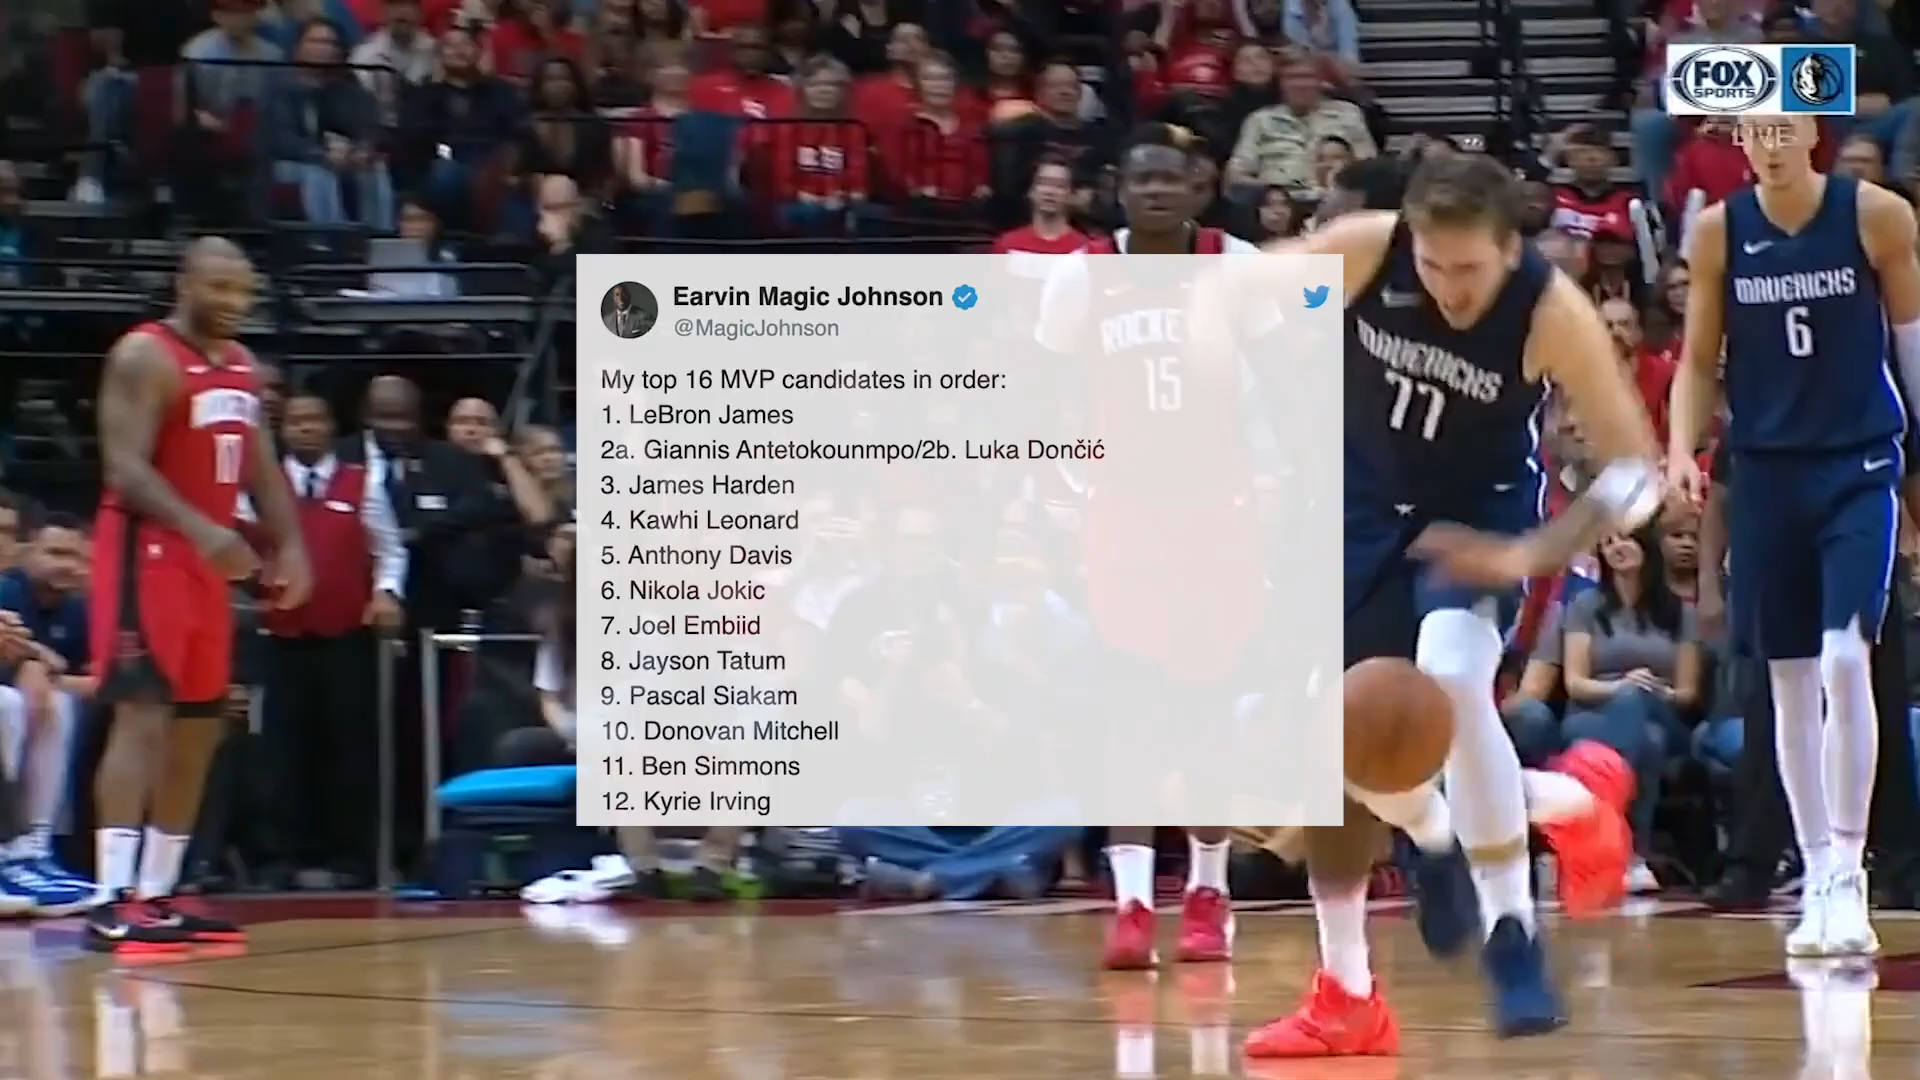 FOX
SPORTS
LIVE
Earvin Magic Johnson
@MagicJohnson
My top 16 MVP candidates in order:
1. LeBron James
2a. Giannis Antetokounmpo/2b. Luka Dončić
3. James Harden
4. Kawhi Leonard
5. Anthony Davis
6. Nikola Jokic
7. Joel Embiid
8. Jayson Tatum
9. Pascal Siakam
10. Donovan Mitchell
11. Ben Simmons
12. Kyrie Irving
ROCKE
15
MAVERICKS
77
MAVERICKS
6
17